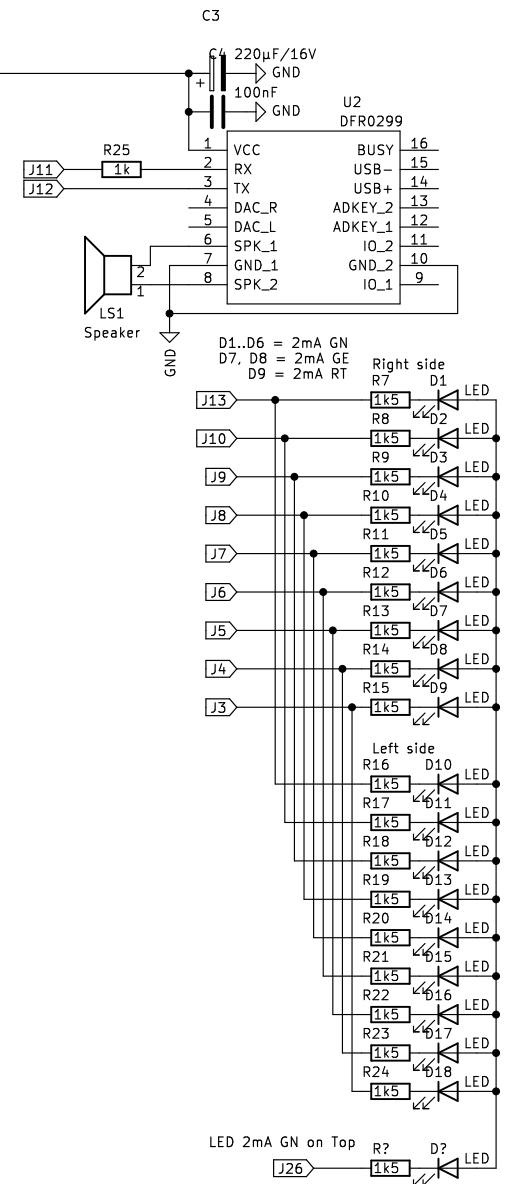 C3
C4 220µF/16V
+ GND
100nF
GND
U2
DFR0299
R25
J11 1k
J12
1 VCC BUSY 16
2 RX USB- 15
3 TX USB+ 14
4 DAC_R ADKEY_2 13
5 DAC_L ADKEY_1 12
6 SPK_1 IO_2 11
7 GND_1 GND_2 10
8 SPK_2 IO_1 9
2
1
LS1
Speaker
GND
D1..D6 = 2mA GN
D7, D8 = 2mA GE
D9 = 2mA RT
Right side
R7 D1
J13 1k5 LED
R8 D2
J10 1k5 LED
R9 D3
J9 1k5 LED
R10 D4
J8 1k5 LED
R11 D5
J7 1k5 LED
R12 D6
J6 1k5 LED
R13 D7
J5 1k5 LED
R14 D8
J4 1k5 LED
R15 D9
J3 1k5 LED
Left side
R16 D10
1k5 LED
R17 D11
1k5 LED
R18 D12
1k5 LED
R19 D13
1k5 LED
R20 D14
1k5 LED
R21 D15
1k5 LED
R22 D16
1k5 LED
R23 D17
1k5 LED
R24 D18
1k5 LED
LED 2mA GN on Top
R? D?
J26 1k5 LED